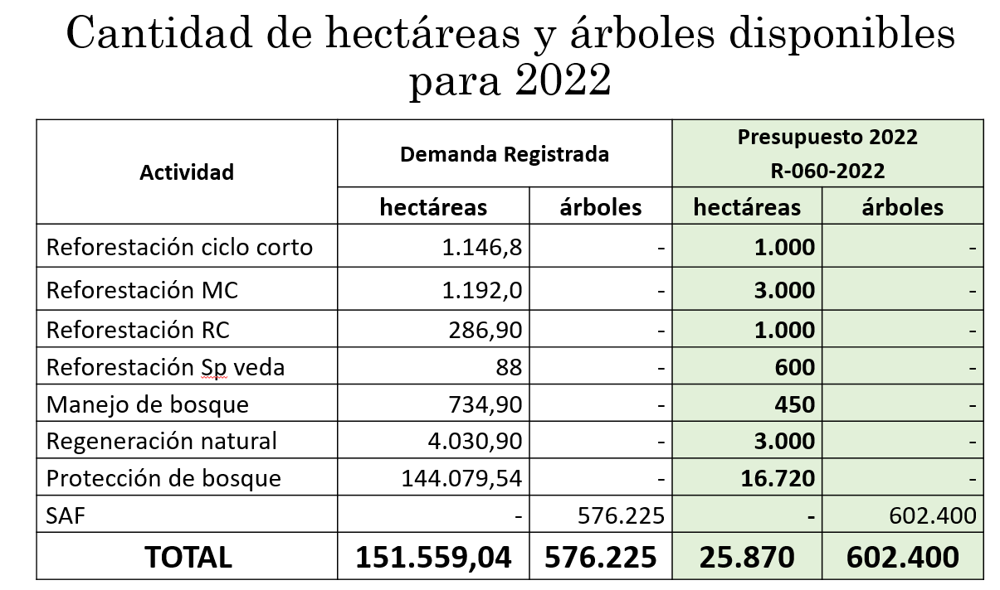 Cantidad de hectáreas y árboles disponibles
para 2022
Actividad Demanda Registrada Presupuesto 2022
R-060-2022
hectáreas árboles hectáreas árboles
Reforestación ciclo corto 1.146,8 - 1.000 -
Reforestación MC 1.192,0 - 3.000 -
Reforestación RC 286,90 - 1.000 -
Reforestación Sp veda 88 - 600 -
Manejo de bosque 734,90 - 450 -
Regeneración natural 4.030,90 - 3.000 -
Protección de bosque 144.079,54 - 16.720 -
SAF - 576.225 - 602.400
TOTAL 151.559,04 576.225 25.870 602.400